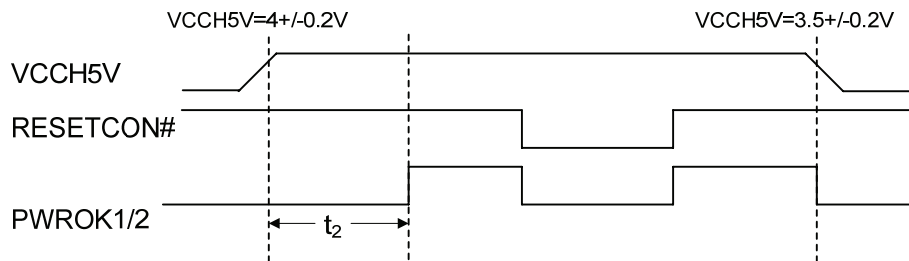 VCCH5V=4+/-0.2V
VCCH5V=3.5+/-0.2V
VCCH5V
RESETCON#
PWROK1/2
t2